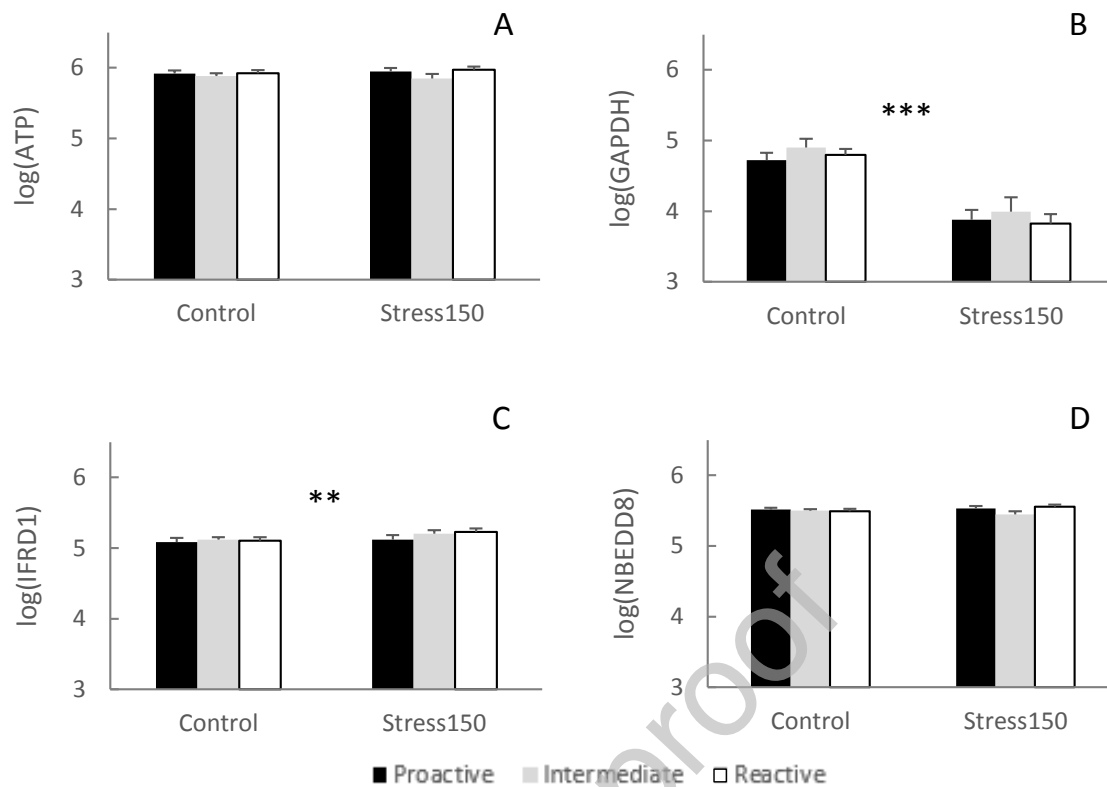 A
log(ATP)
6
5
4
3
Control Stress150
B
log(GAPDH)
6
5
4
3
***
Control Stress150
C
log(IFRD1)
6
5
4
3
**
Control Stress150
D
log(NBEDD8)
6
5
4
3
Control Stress150
Proactive Intermediate Reactive
proof